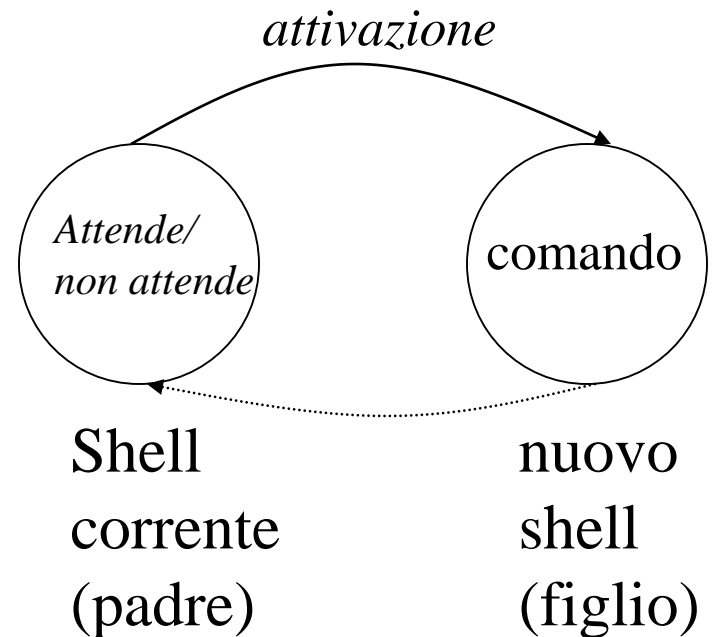 attivazione
Attende/
non attende
comando
Shell
corrente
(padre)
nuovo
shell
(figlio)